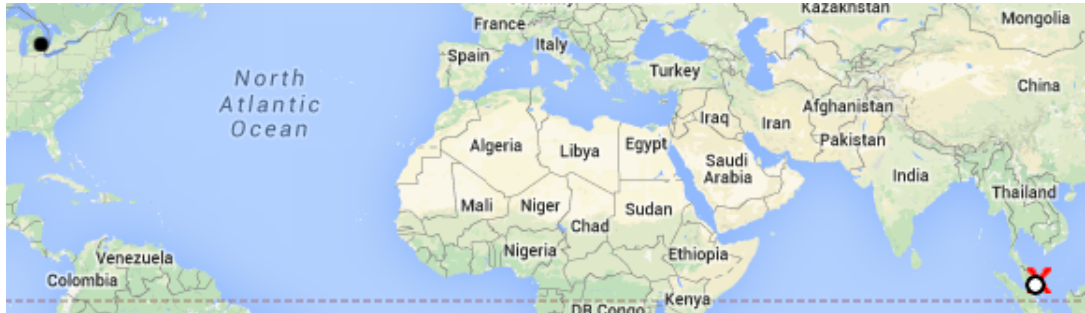 Kazakhstan
Mongolia
France
Italy
Spain
Turkey
North
Atlantic
Ocean
China
Afghanistan
Iraq
Iran
Pakistan
Algeria
Libya
Egypt
Saudi
Arabia
India
Thailand
Mali
Niger
Sudan
Chad
Nigeria
Ethiopia
Venezuela
Colombia
Kenya
DR Congo